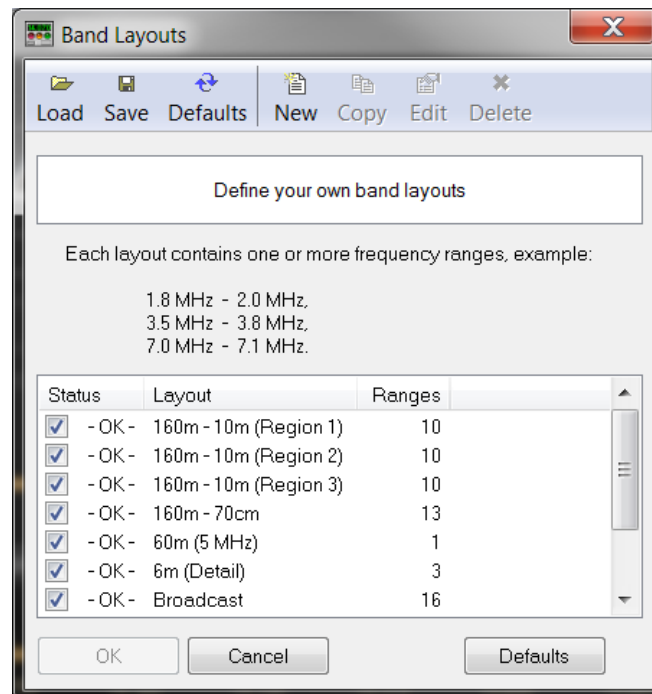 Band Layouts
Load Save Defaults New Copy Edit Delete
Define your own band layouts
Each layout contains one or more frequency ranges, example:
1.8 MHz - 2.0 MHz,
3.5 MHz - 3.8 MHz,
7.0 MHz - 7.1 MHz.
Status Layout Ranges
- OK - 160m - 10m (Region 1) 10
- OK - 160m - 10m (Region 2) 10
- OK - 160m - 10m (Region 3) 10
- OK - 160m - 70cm 13
- OK - 60m (5 MHz) 1
- OK - 6m (Detail) 3
- OK - Broadcast 16
OK Cancel Defaults